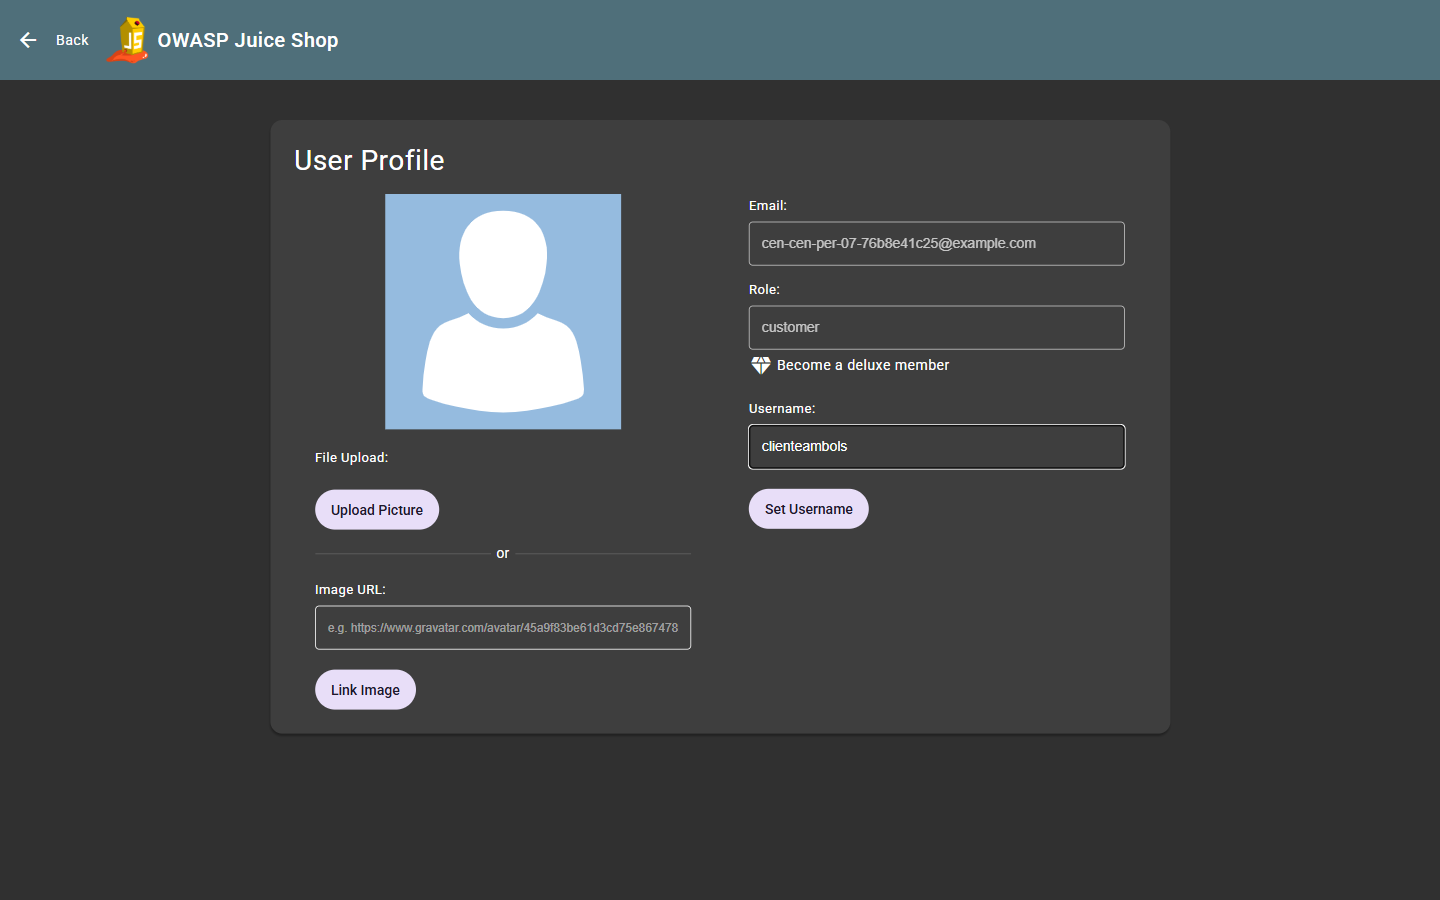 Back
OWASP Juice Shop
User Profile
File Upload:
Upload Picture
or
Image URL:
e.g. https://www.gravatar.com/avatar/45a9f83be61d3cd75e867478
Link Image
Email:
cen-cen-per-07-76b8e41c25@example.com
Role:
customer
Become a deluxe member
Username:
clienteambols
Set Username